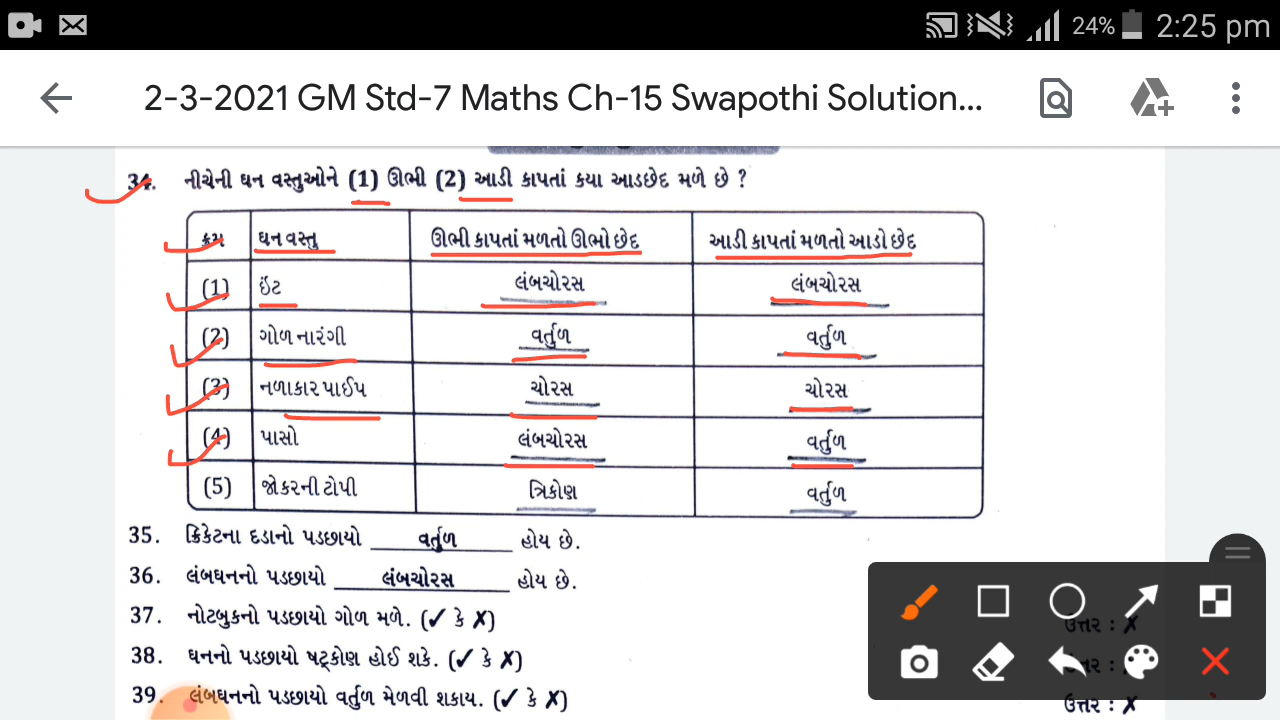 24% 2:25 pm
2-3-2021 GM Std-7 Maths Ch-15 Swapothi Solution...
34. નીચેની ઘન વસ્તુઓને (1) ઊભી (2) આડી કાપતાં કયા આડછેદ મળે છે ?
ક્રમ ઘન વસ્તુ ઊભી કાપતાં મળતો ઊભો છેદ આડી કાપતાં મળતો આડો છેદ
(1) ઈંટ લંબચોરસ લંબચોરસ
(2) ગોળ નારંગી વર્તુળ વર્તુળ
(3) નળાકાર પાઈપ ચોરસ ચોરસ
(4) પાસો લંબચોરસ વર્તુળ
(5) જોકરની ટોપી ત્રિકોણ વર્તુળ
35. ક્રિકેટના દડાનો પડછાયો વર્તુળ હોય છે.
36. લંબઘનનો પડછાયો લંબચોરસ હોય છે.
37. નોટબુકનો પડછાયો ગોળ મળે. (✓ કે ✗) ઉત્તર : ✗
38. ઘનનો પડછાયો ષટ્કોણ હોઈ શકે. (✓ કે ✗)
39. લંબઘનનો પડછાયો વર્તુળ મેળવી શકાય. (✓ કે ✗) ઉત્તર : ✗